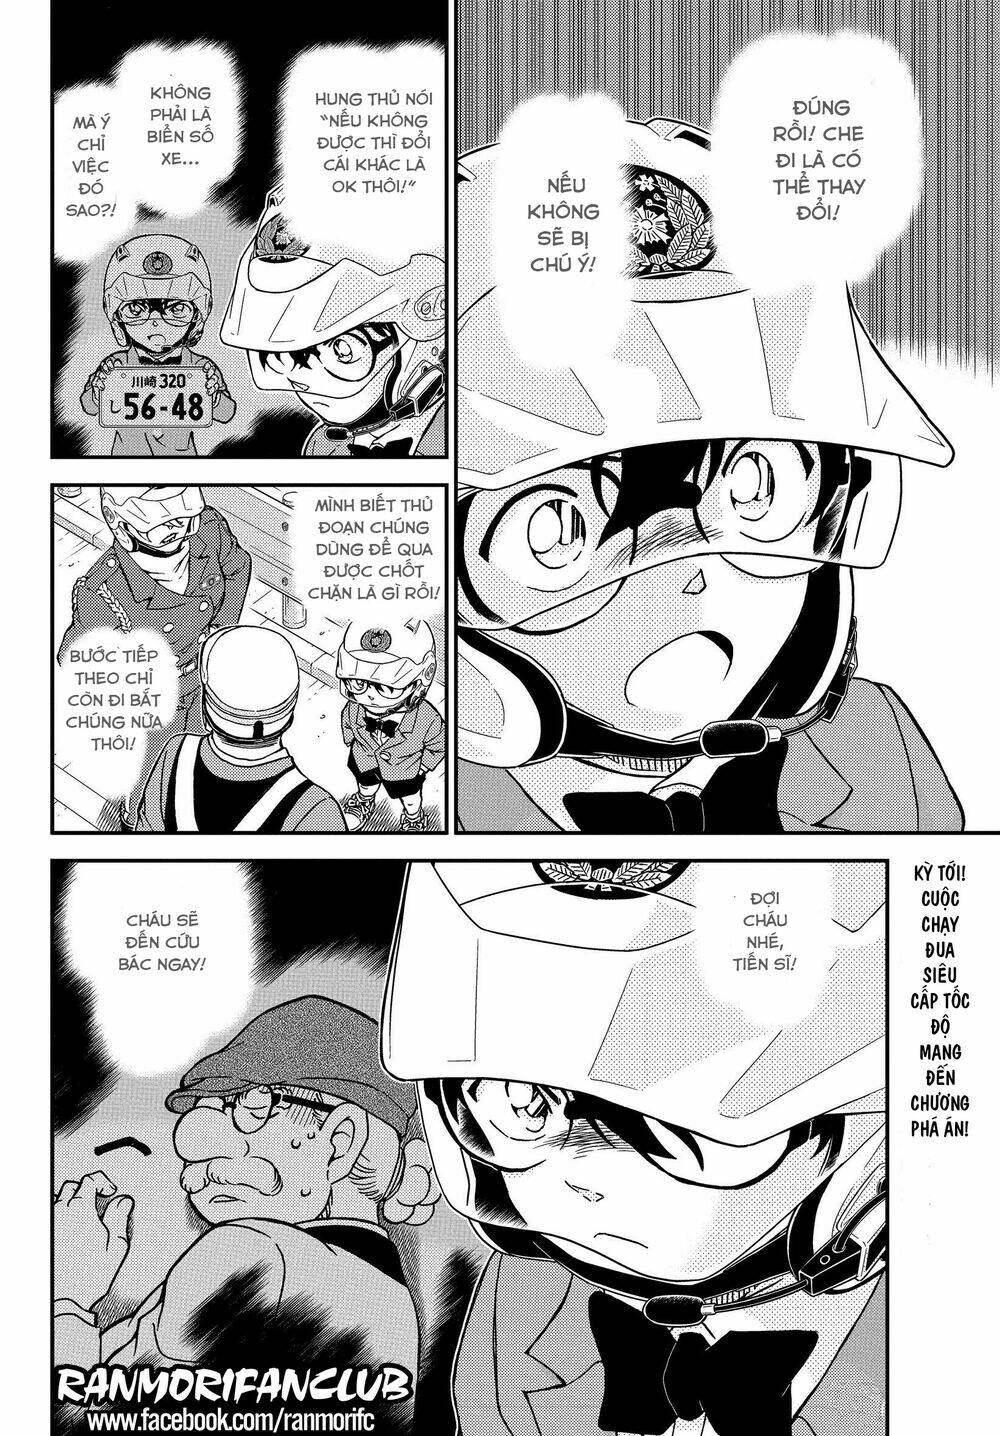 ĐÚNG
RỒI! CHE
ĐI LÀ CÓ
THỂ THAY
ĐỔI!
NẾU
KHÔNG
SẼ BỊ
CHÚ Ý!
HUNG THỦ NÓI
"NẾU KHÔNG
ĐƯỢC THÌ ĐỔI
CÁI KHÁC LÀ
OK THÔI!"
KHÔNG
PHẢI LÀ
BIỂN SỐ
XE...
MÀ Ý
CHỈ
VIỆC
ĐÓ
SAO?!
川崎 320
し 56-48
MÌNH BIẾT THỦ
ĐOẠN CHÚNG
DÙNG ĐỂ QUA
ĐƯỢC CHỐT
CHẶN LÀ GÌ RỒI!
BƯỚC TIẾP
THEO CHỈ
CÒN ĐI BẮT
CHÚNG NỮA
THÔI!
ĐỢI
CHÁU
NHÉ,
TIẾN SĨ!
CHÁU SẼ
ĐẾN CỨU
BÁC NGAY!
KỲ TỚI!
CUỘC
CHẠY
ĐUA
SIÊU
CẤP TỐC
ĐỘ
MANG
ĐẾN
CHƯƠNG
PHÁ ÁN!
RANMORIFANCLUB
www.facebook.com/ranmorifc